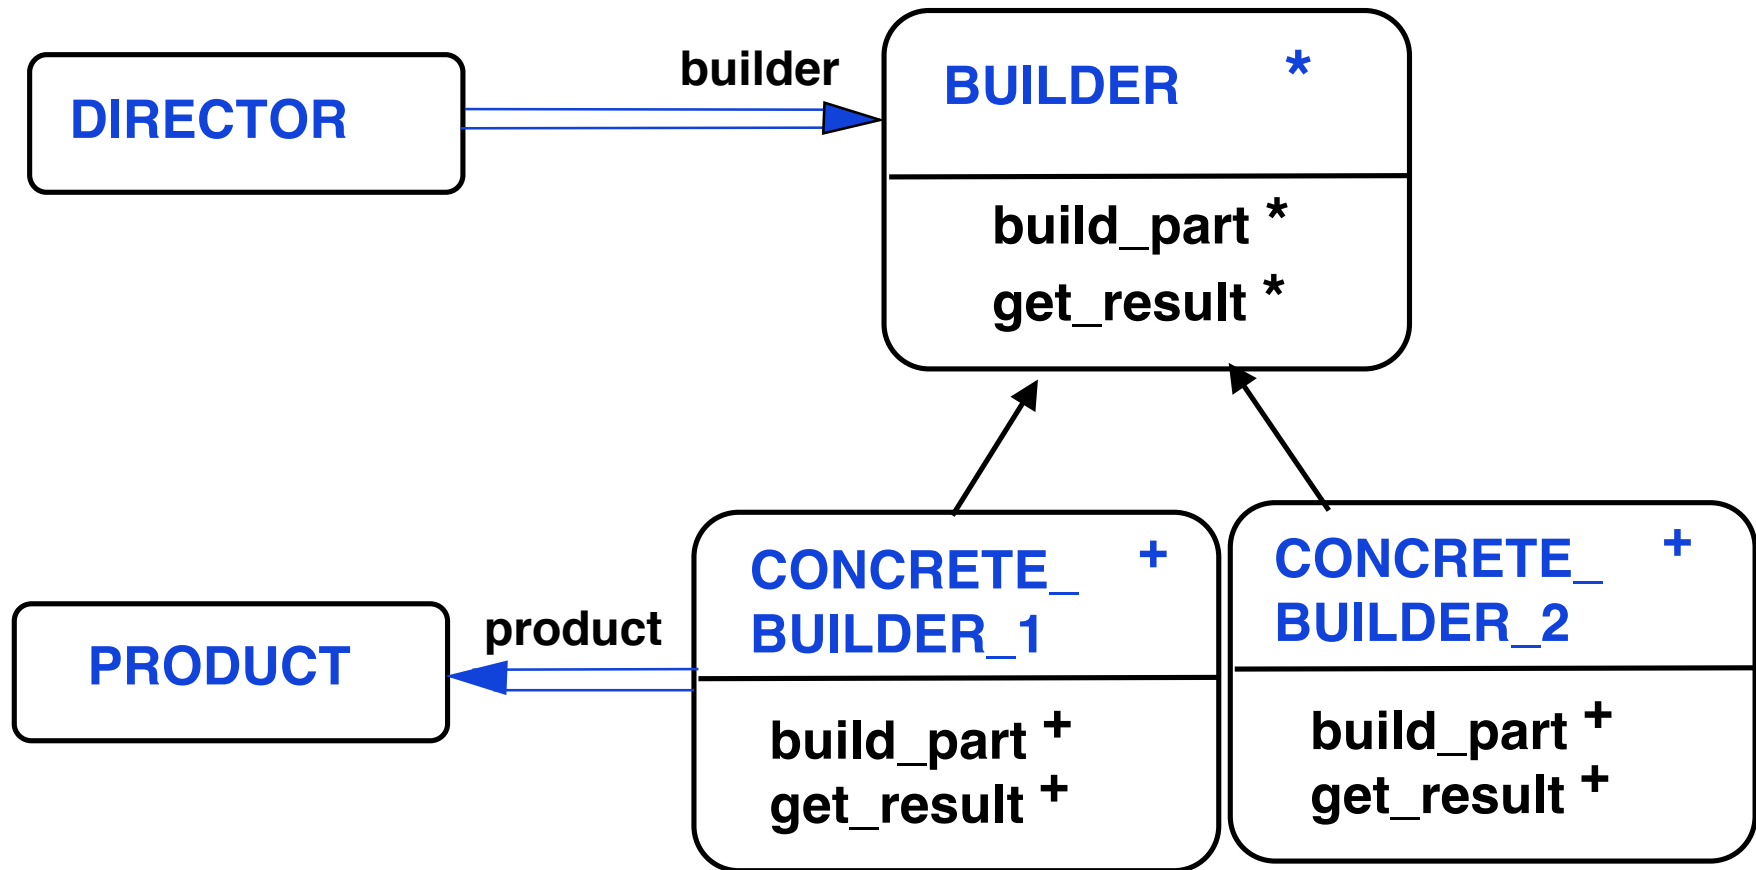 builder
DIRECTOR
BUILDER *
build_part *
get_result *
product
PRODUCT
CONCRETE_ +
BUILDER_1
build_part +
get_result +
CONCRETE_ +
BUILDER_2
build_part +
get_result +